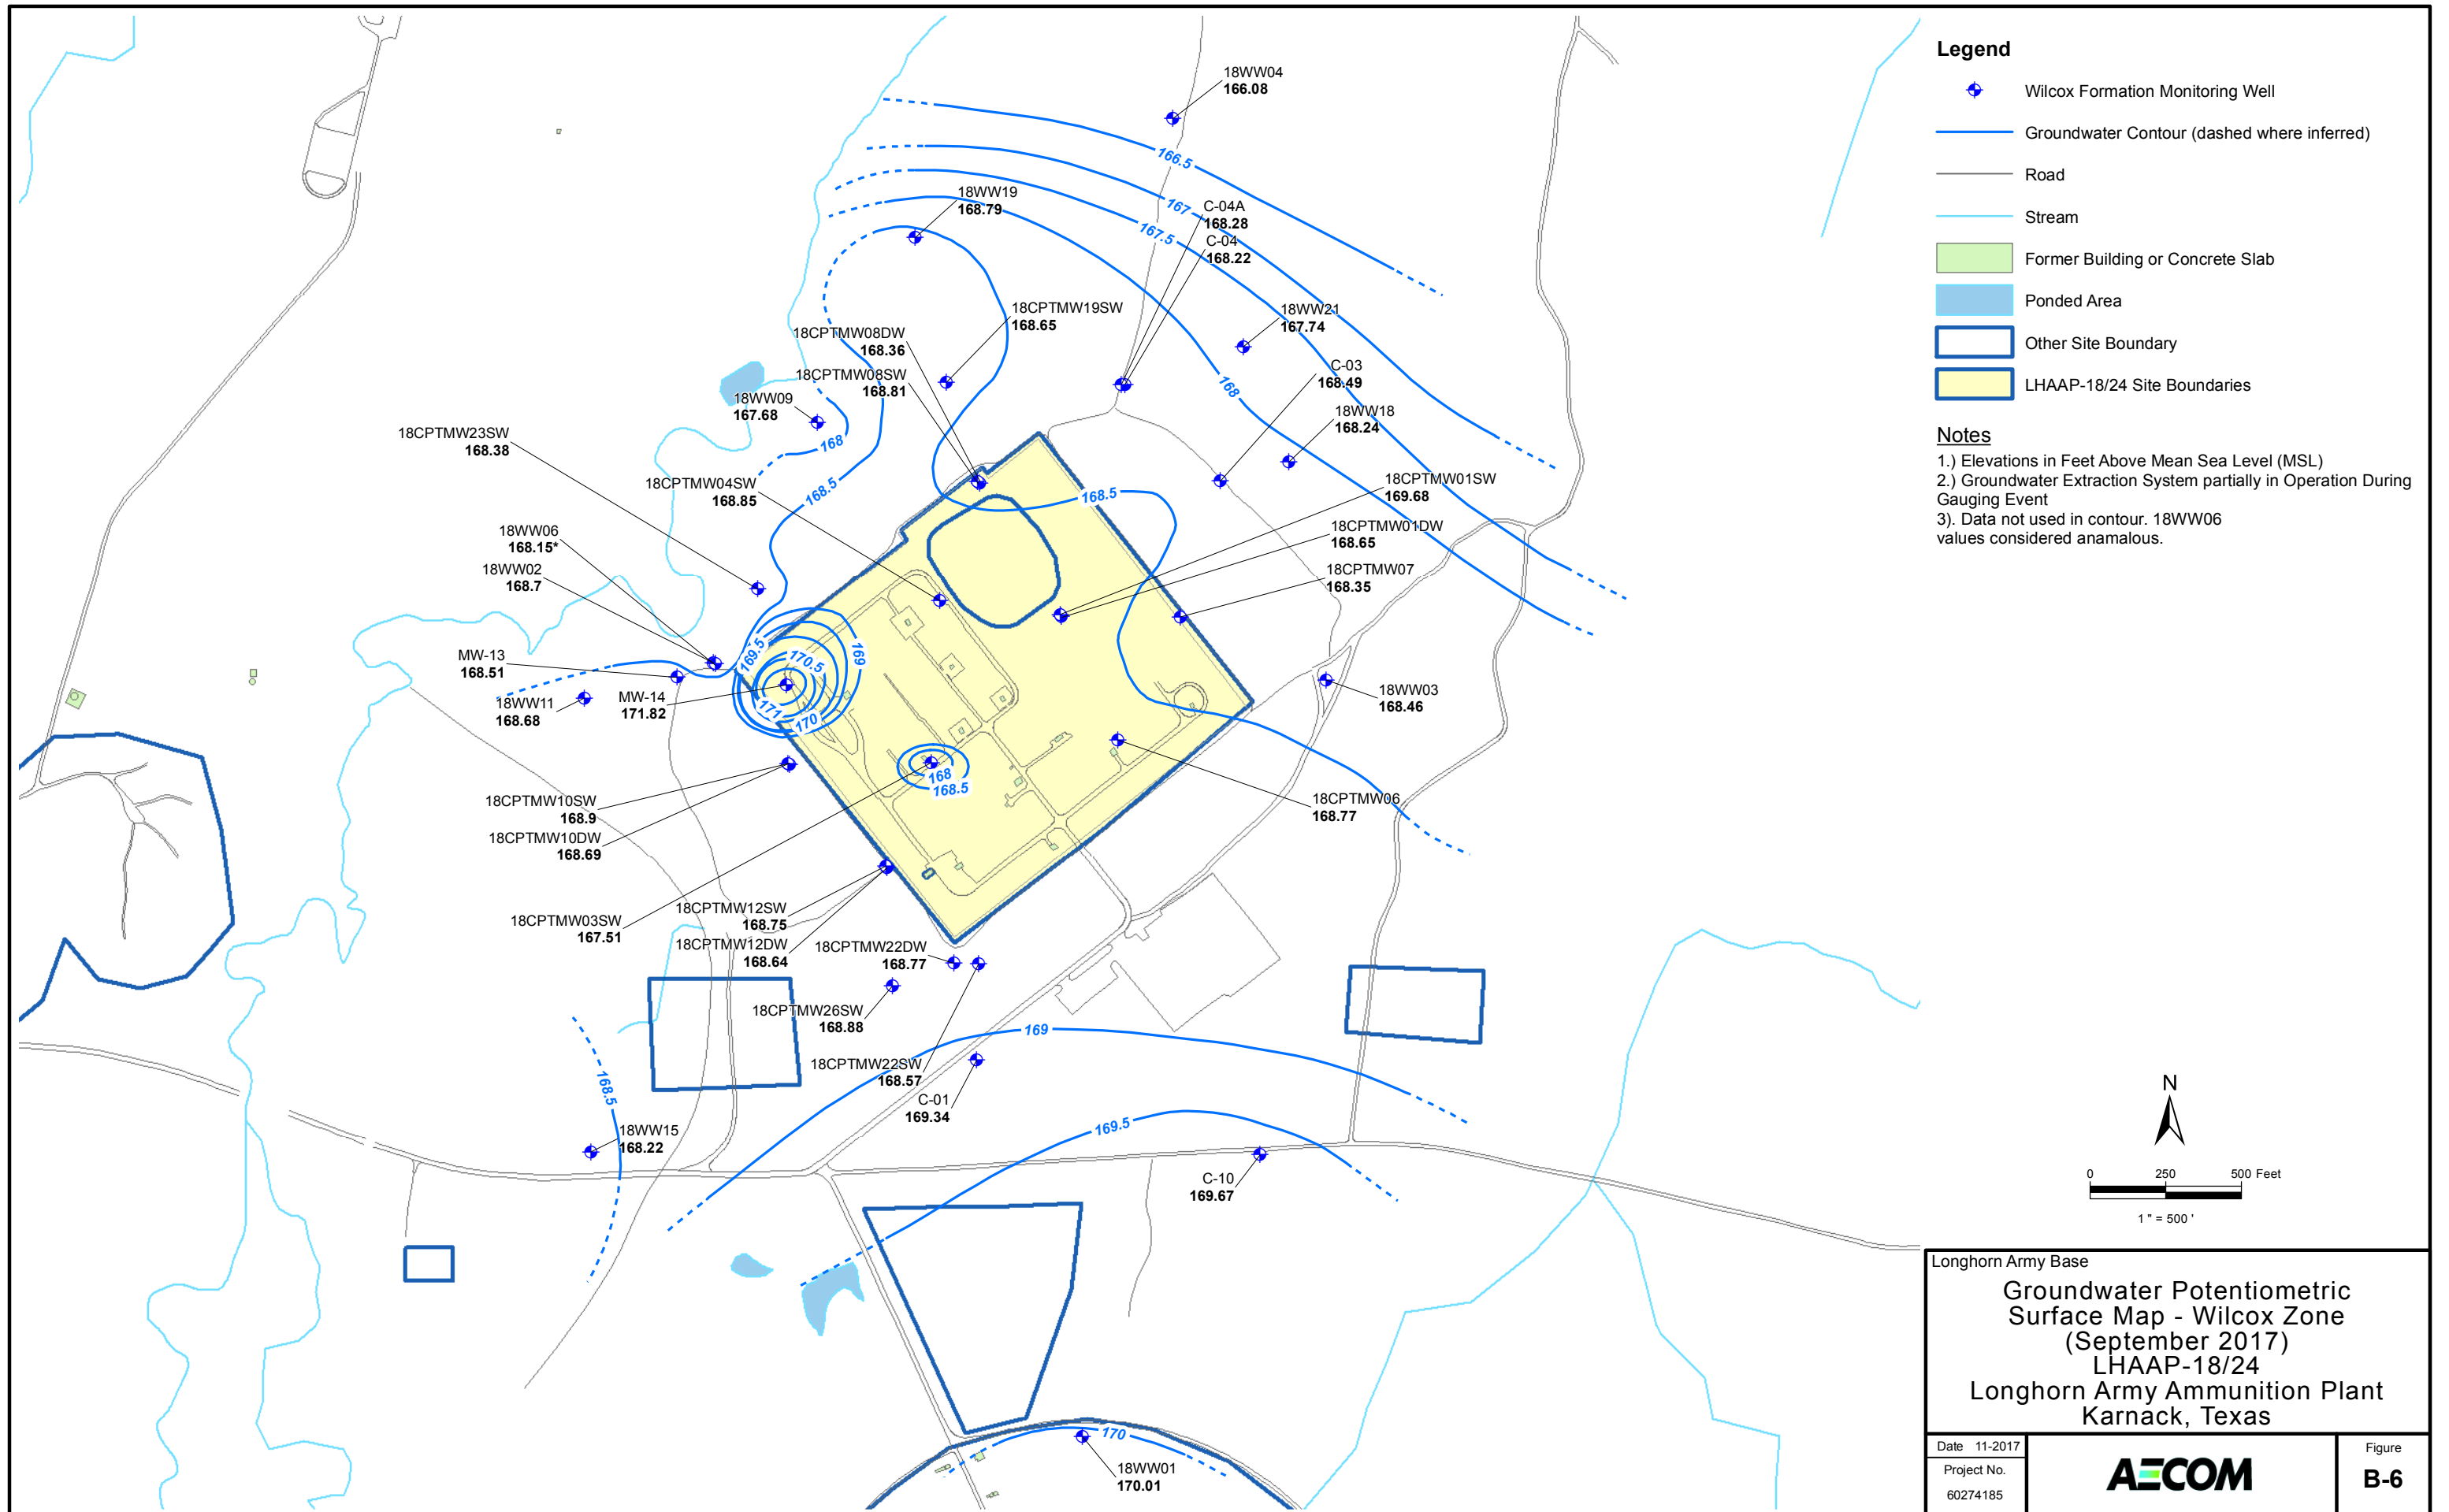 18WW04
166.08
166.5
18WW19
168.79
167
C-04A
168.28
167.5
C-04
168.22
18CPTMW19SW
168.65
18WW21
167.74
18CPTMW08DW
168.36
C-03
168.49
18CPTMW08SW
168.81
168
18WW09
167.68
18WW18
168.24
18CPTMW23SW
168.38
168
18CPTMW04SW
168.85
168.5
168.5
18CPTMW01SW
169.68
18WW06
168.15*
18CPTMW01DW
168.65
18WW02
168.7
18CPTMW07
168.35
MW-13
168.51
169.5
170.5
169
18WW11
168.68
MW-14
171.82
171
170
18WW03
168.46
168
168.5
18CPTMW10SW
168.9
18CPTMW06
168.77
18CPTMW10DW
168.69
18CPTMW03SW
167.51
18CPTMW12SW
168.75
18CPTMW12DW
168.64
18CPTMW22DW
168.77
18CPTMW26SW
168.88
169
18CPTMW22SW
168.57
168.5
C-01
169.34
169.5
18WW15
168.22
C-10
169.67
170
18WW01
170.01
Legend
Wilcox Formation Monitoring Well
Groundwater Contour (dashed where inferred)
Road
Stream
Former Building or Concrete Slab
Ponded Area
Other Site Boundary
LHAAP-18/24 Site Boundaries
Notes
1.) Elevations in Feet Above Mean Sea Level (MSL)
2.) Groundwater Extraction System partially in Operation During
Gauging Event
3). Data not used in contour. 18WW06
values considered anamalous.
N
0 250 500 Feet
1 " = 500 '
Longhorn Army Base
Groundwater Potentiometric
Surface Map - Wilcox Zone
(September 2017)
LHAAP-18/24
Longhorn Army Ammunition Plant
Karnack, Texas
Date 11-2017
Project No.
60274185
AECOM
Figure
B-6